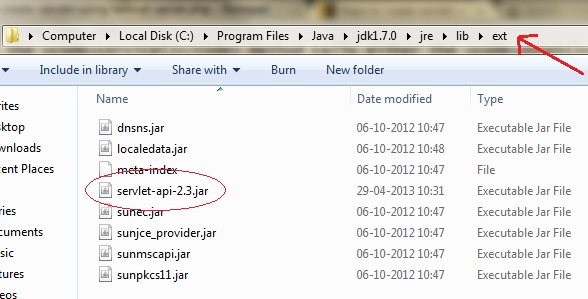 Computer Local Disk (C:) Program Files Java jdk1.7.0 jre lib ext
Include in library Share with Burn New folder
Name Date modified Type
dnsns.jar 06-10-2012 10:47 Executable Jar File
localedata.jar 06-10-2012 10:48 Executable Jar File
meta-index 06-10-2012 10:47 File
servlet-api-2.3.jar 29-04-2013 10:31 Executable Jar File
sunec.jar 06-10-2012 10:47 Executable Jar File
sunjce_provider.jar 06-10-2012 10:47 Executable Jar File
sunmscapi.jar 06-10-2012 10:47 Executable Jar File
sunpkcs11.jar 06-10-2012 10:47 Executable Jar File
rites
sktop
wnloads
cent Places
ries
cuments
usic
tures
deos